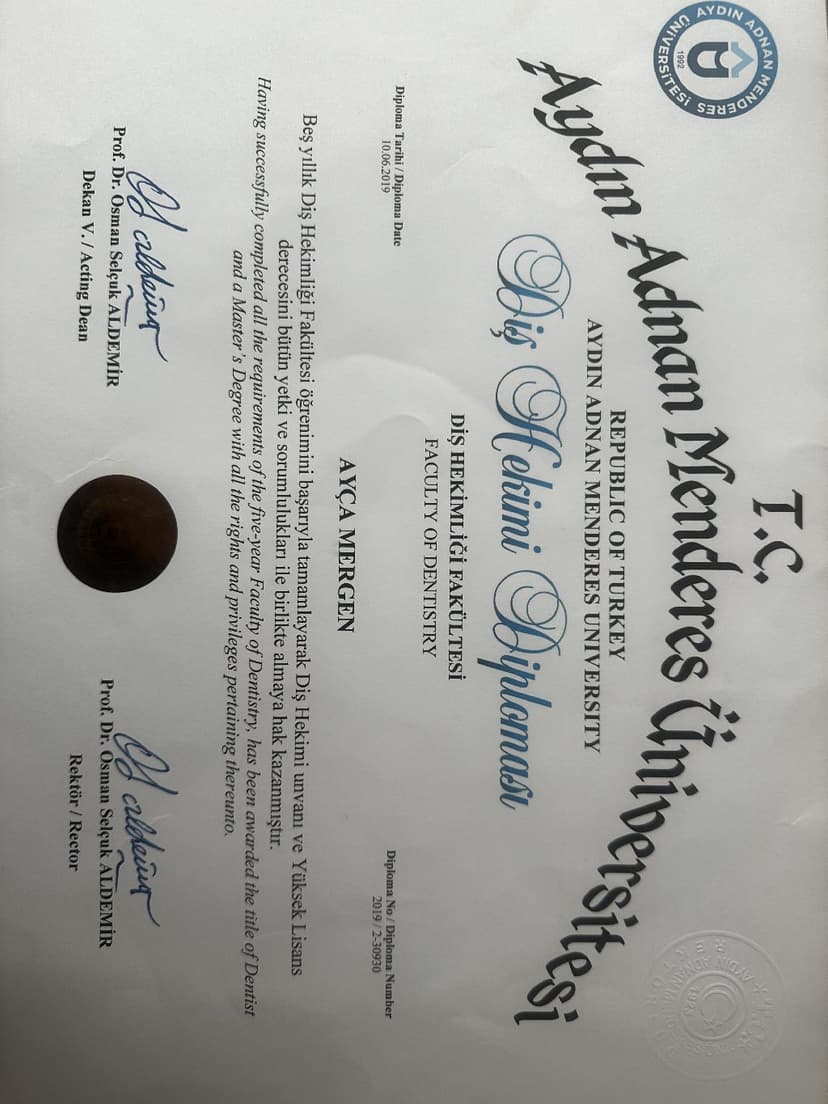 AYDIN ADNAN MENDERES
ÜNİVERSİTESİ
1992
T.C.
Aydın Adnan Menderes Üniversitesi
REPUBLIC OF TURKEY
AYDIN ADNAN MENDERES UNIVERSITY
Diş Hekimi Diploması
DİŞ HEKİMLİĞİ FAKÜLTESİ
FACULTY OF DENTISTRY
Diploma Tarihi / Diploma Date
10.06.2019
Diploma No / Diploma Number
2019 / 2-30930
AYÇA MERGEN
Beş yıllık Diş Hekimliği Fakültesi öğrenimini başarıyla tamamlayarak Diş Hekimi unvanı ve Yüksek Lisans
derecesini bütün yetki ve sorumlulukları ile birlikte almaya hak kazanmıştır.
Having successfully completed all the requirements of the five-year Faculty of Dentistry, has been awarded the title of Dentist
and a Master's Degree with all the rights and privileges pertaining thereunto.
Prof. Dr. Osman Selçuk ALDEMİR
Dekan V. / Acting Dean
Prof. Dr. Osman Selçuk ALDEMİR
Rektör / Rector